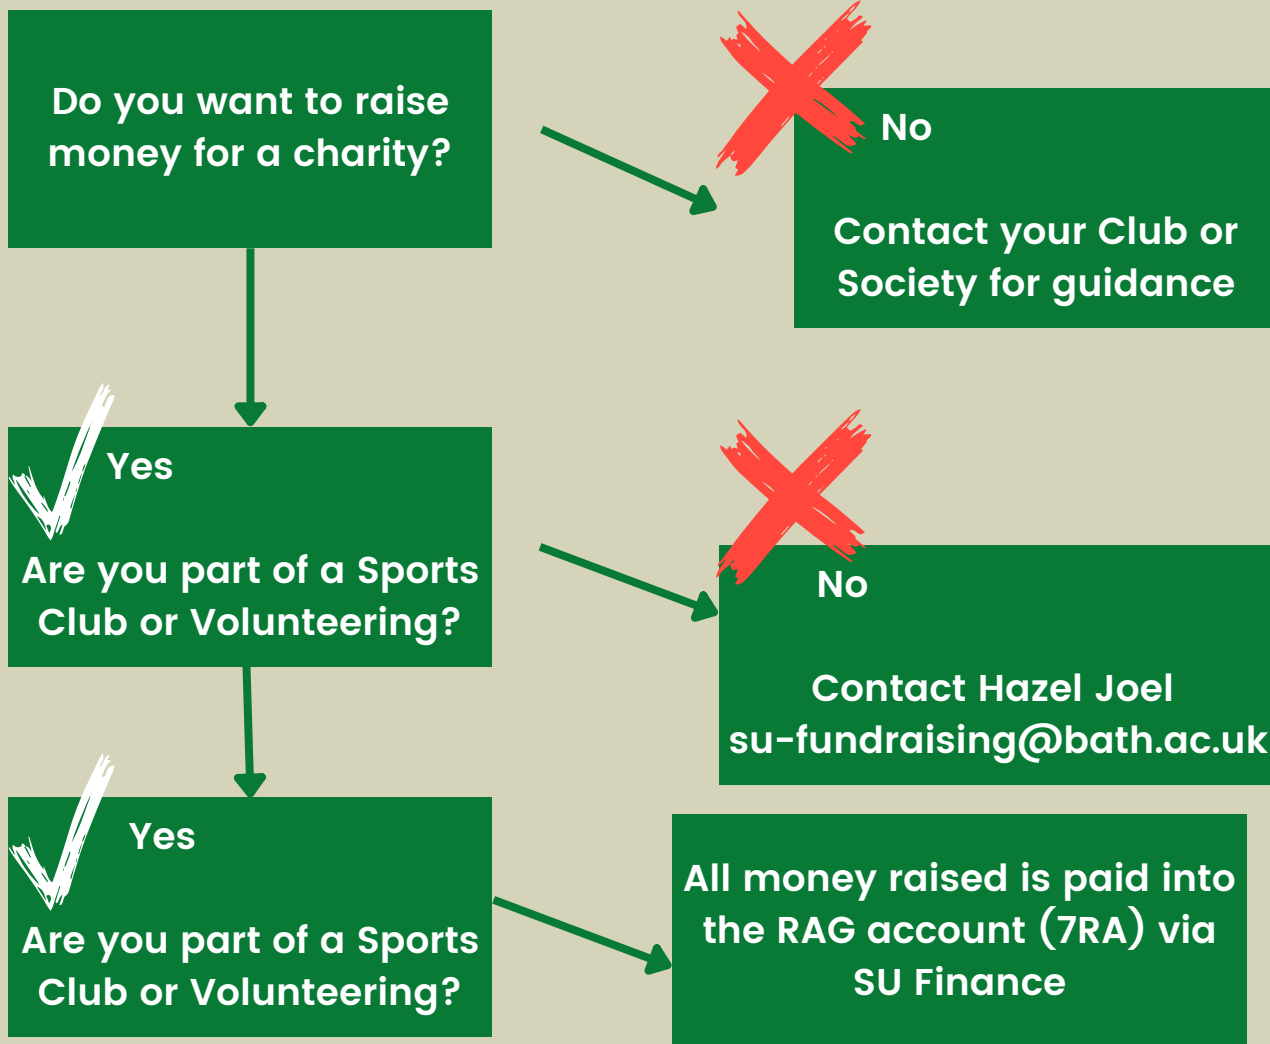 Do you want to raise
money for a charity?
No
Contact your Club or
Society for guidance
Yes
Are you part of a Sports
Club or Volunteering?
No
Contact Hazel Joel
su-fundraising@bath.ac.uk
Yes
Are you part of a Sports
Club or Volunteering?
All money raised is paid into
the RAG account (7RA) via
SU Finance